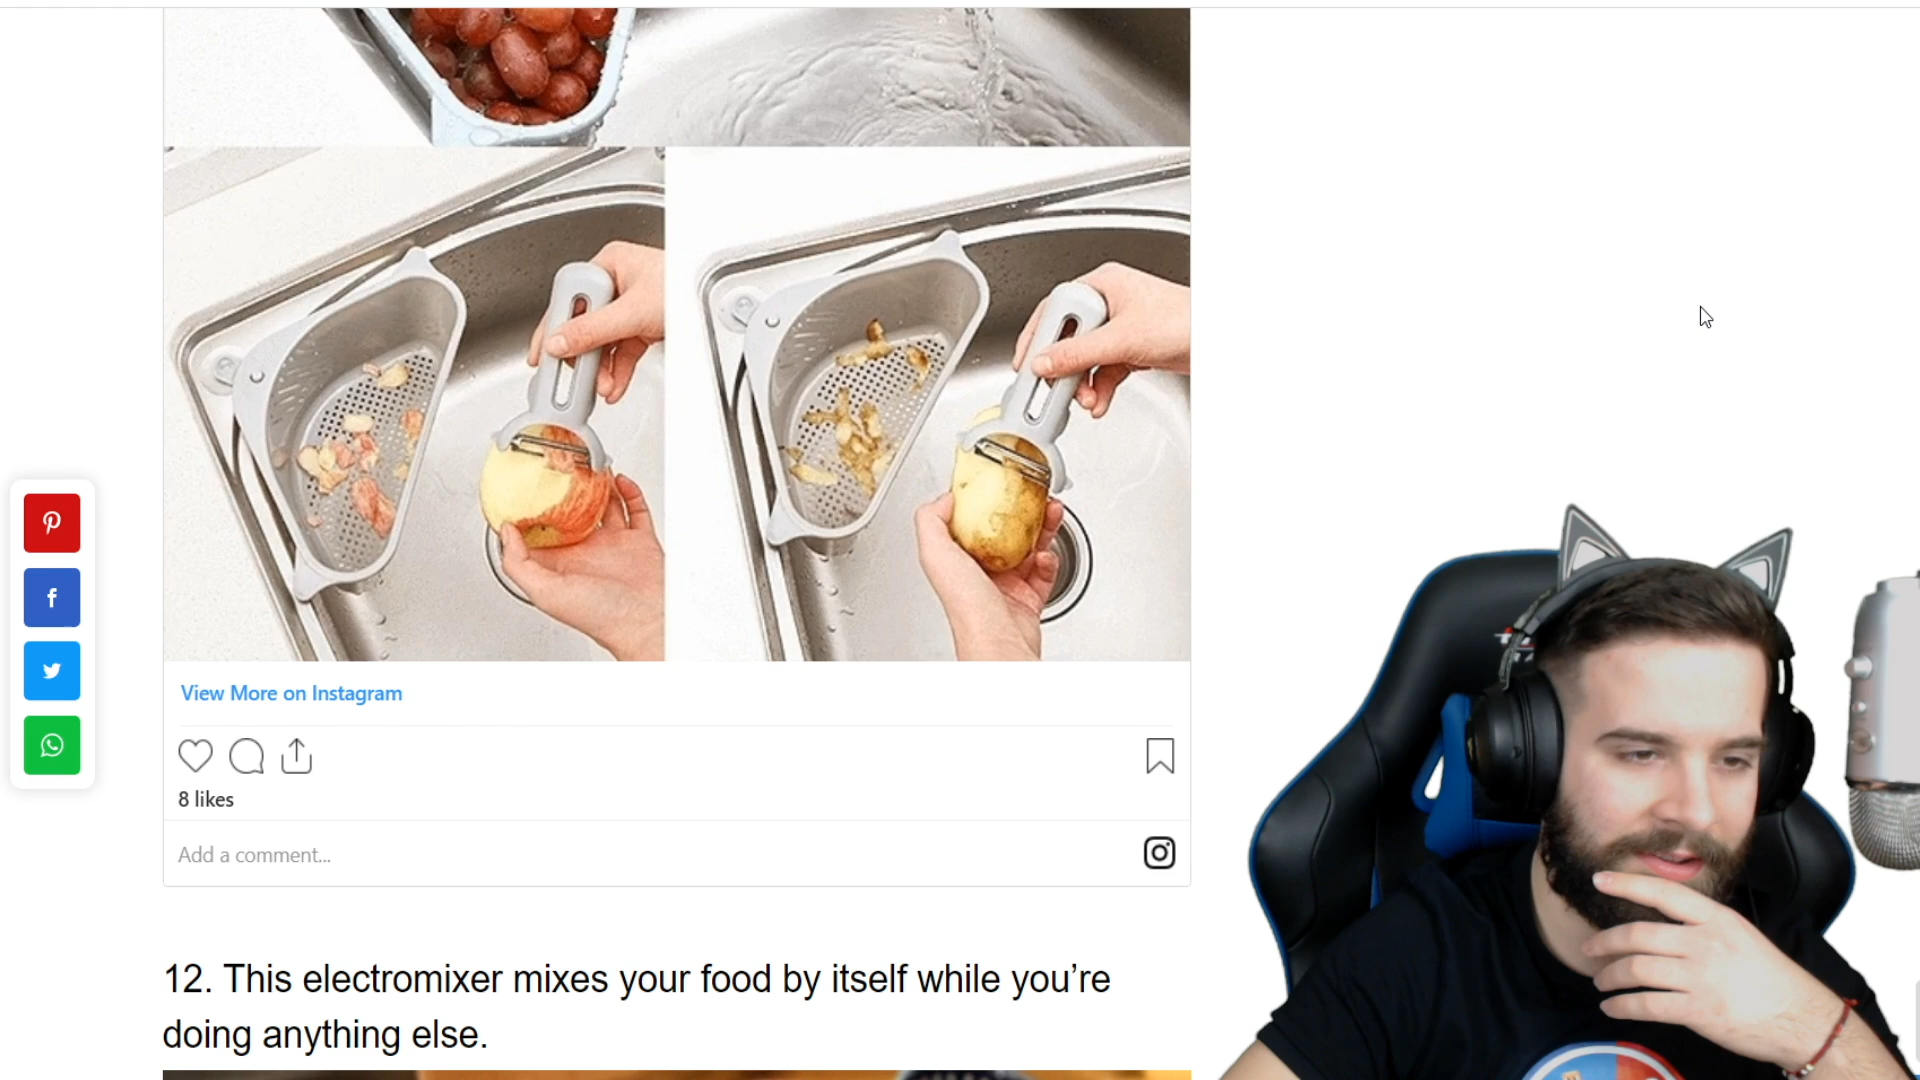 View More on Instagram
8 likes
Add a comment...
12. This electromixer mixes your food by itself while you’re
doing anything else.